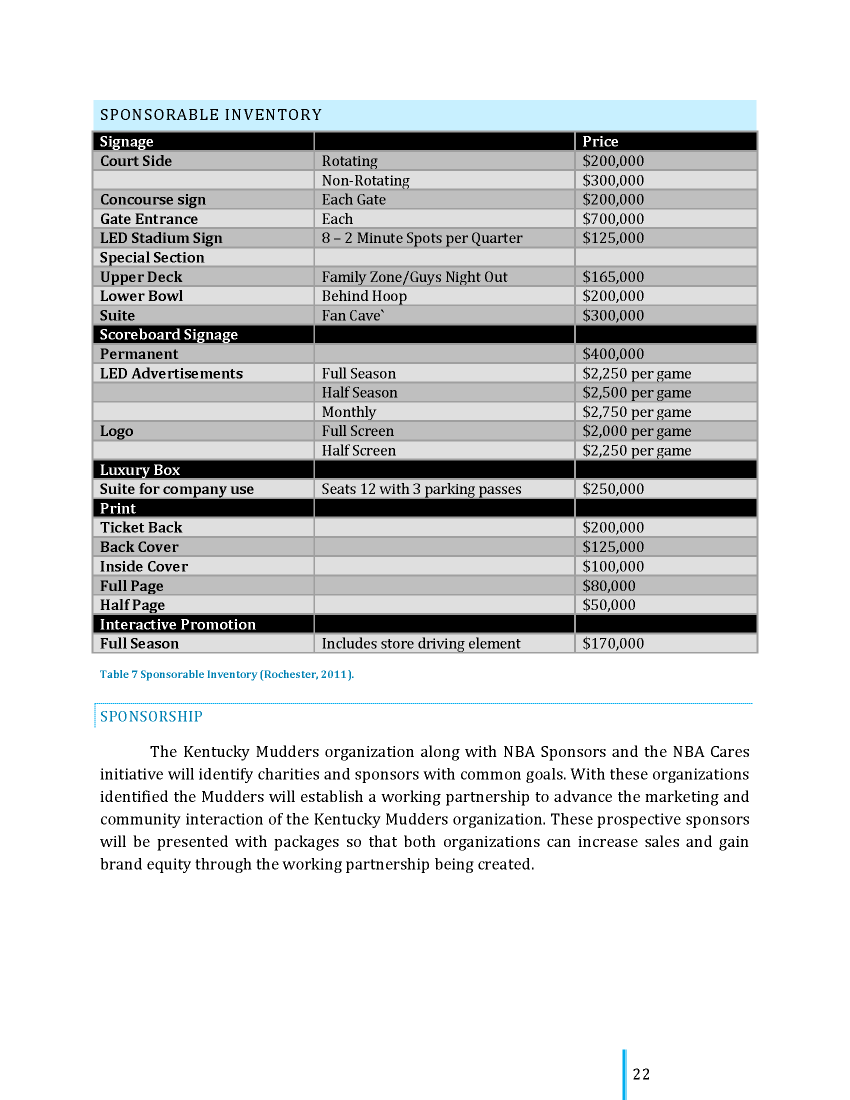 SPONSORABLE INVENTORY
Signage Price
Court Side Rotating $200,000
Non-Rotating $300,000
Concourse sign Each Gate $200,000
Gate Entrance Each $700,000
LED Stadium Sign 8 – 2 Minute Spots per Quarter $125,000
Special Section
Upper Deck Family Zone/Guys Night Out $165,000
Lower Bowl Behind Hoop $200,000
Suite Fan Cave` $300,000
Scoreboard Signage
Permanent $400,000
LED Advertisements Full Season $2,250 per game
Half Season $2,500 per game
Monthly $2,750 per game
Logo Full Screen $2,000 per game
Half Screen $2,250 per game
Luxury Box
Suite for company use Seats 12 with 3 parking passes $250,000
Print
Ticket Back $200,000
Back Cover $125,000
Inside Cover $100,000
Full Page $80,000
Half Page $50,000
Interactive Promotion
Full Season Includes store driving element $170,000
Table 7 Sponsorable Inventory (Rochester, 2011).
SPONSORSHIP
The Kentucky Mudders organization along with NBA Sponsors and the NBA Cares
initiative will identify charities and sponsors with common goals. With these organizations
identified the Mudders will establish a working partnership to advance the marketing and
community interaction of the Kentucky Mudders organization. These prospective sponsors
will be presented with packages so that both organizations can increase sales and gain
brand equity through the working partnership being created.
22